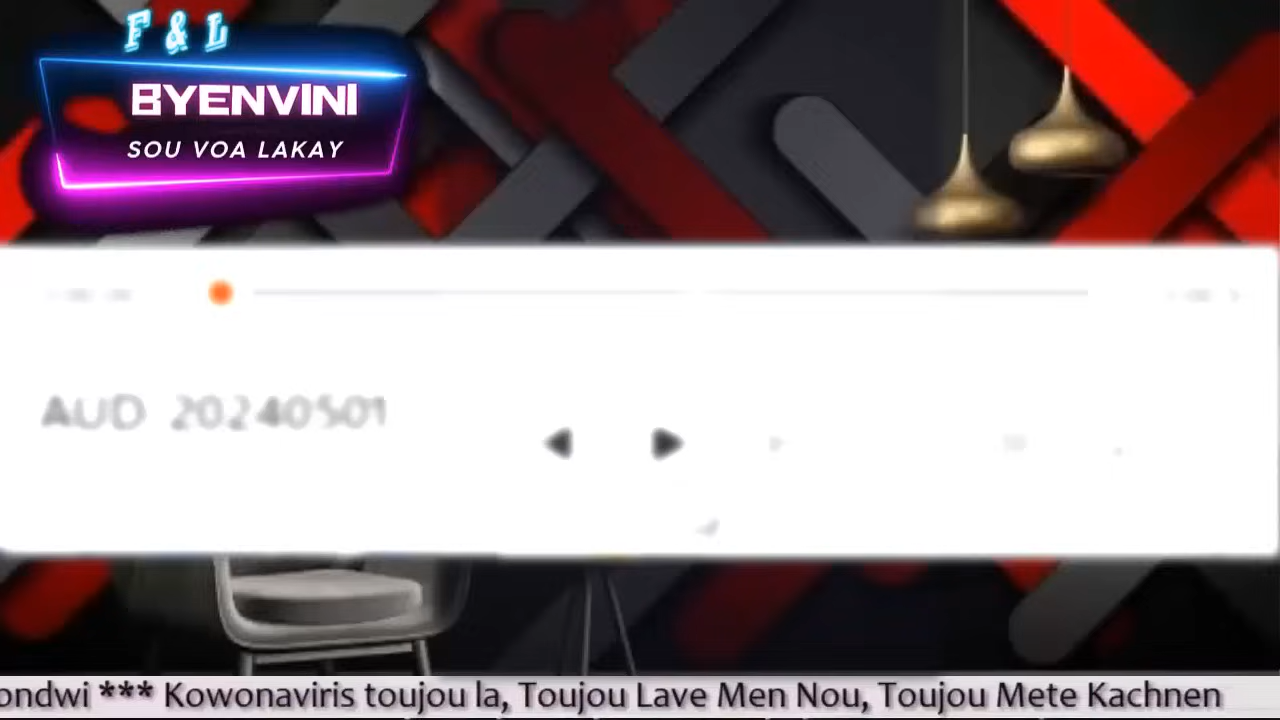 F & L
BYENVINI
SOU VOA LAKAY
AUD 20240501
ondwi *** Kowonaviris toujou la, Toujou Lave Men Nou, Toujou Mete Kachnen